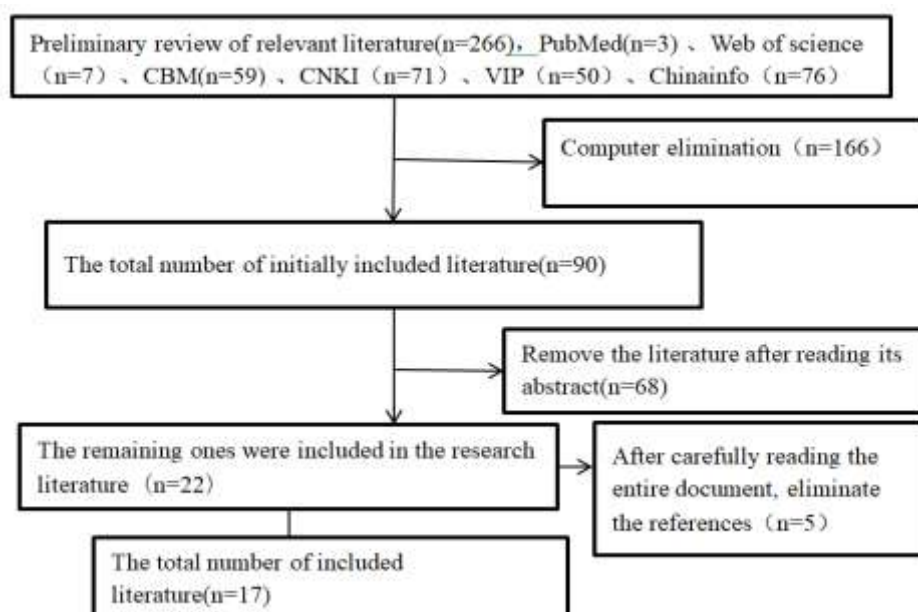 Preliminary review of relevant literature(n=266)，PubMed(n=3) 、Web of science
（n=7）、CBM(n=59) 、CNKI（n=71）、VIP（n=50）、Chinainfo（n=76）
Computer elimination（n=166）
The total number of initially included literature(n=90)
Remove the literature after reading its
abstract(n=68)
The remaining ones were included in the research
literature（n=22）
After carefully reading the
entire document, eliminate
the references（n=5）
The total number of included
literature(n=17)